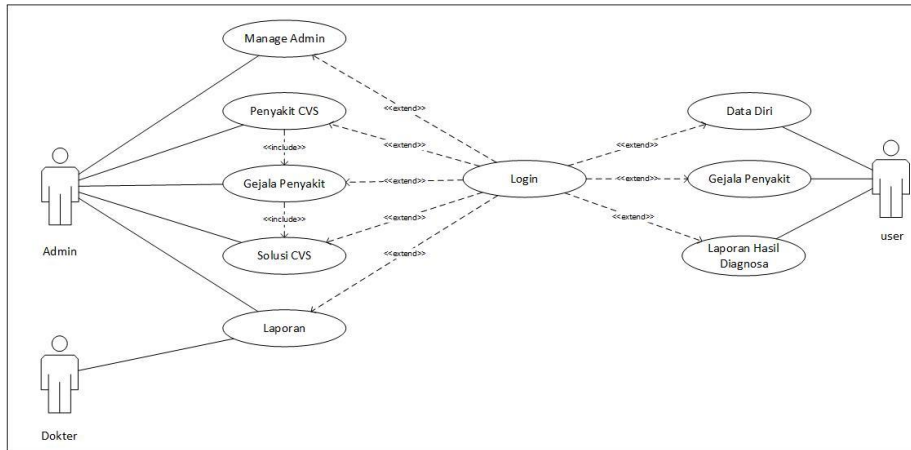 Manage Admin
<<extend>>
Penyakit CVS
Data Diri
<<extend>>
<<extend>>
<<include>>
Gejala Penyakit
<<extend>>
Login
<<extend>>
Gejala Penyakit
Admin
<<include>>
<<extend>>
<<extend>>
user
Solusi CVS
<<extend>>
Laporan Hasil
Diagnosa
Laporan
Dokter